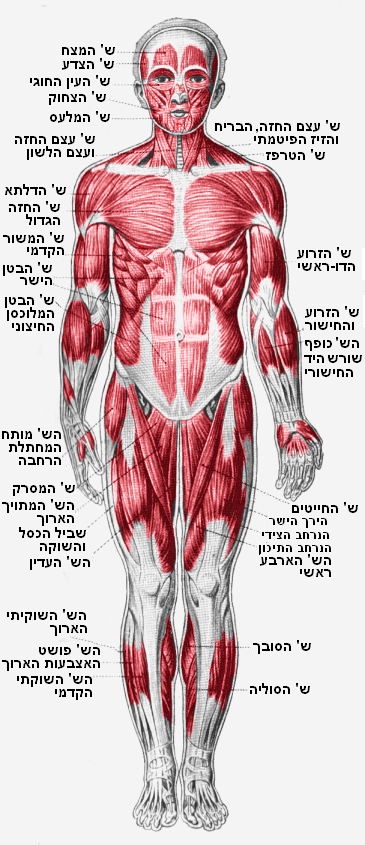 ש' המצח
ש' הצדע
ש' העין החוגי
ש' הצחוק
ש' המלעס
ש' עצם החזה
ועצם הלשון
ש' הדלתא
ש' החזה
הגדול
ש' המשור
הקדמי
ש' הבטן
הישר
ש' הבטן
המלוכסן
החיצוני
הש' מותח
המחתלת
הרחבה
ש' המסרק
הש' המתויך
הארוך
שביל הכסל
והשוקה
הש' העדין
הש' השוקיתי
הארוך
הש' פושט
האצבעות הארוך
הש' השוקתי
הקדמי
ש' עצם החזה, הבריח
והזיז הפיטמתי
ש' הטרפז
ש' הזרוע
הדו-ראשי
ש' הזרוע
והחישור
הש' כופף
שורש היד
החישורי
ש' החייטים
הירך הישר
הנרחב הצידי
הנרחב התיכון
הש' הארבע
ראשי
ש' הסובך
ש' הסוליה